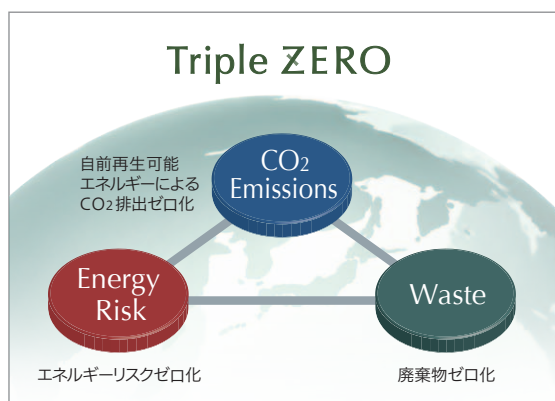 Triple ZERO
自前再生可能
エネルギーによる
CO2排出ゼロ化
CO2
Emissions
Energy
Risk
Waste
エネルギーリスクゼロ化
廃棄物ゼロ化